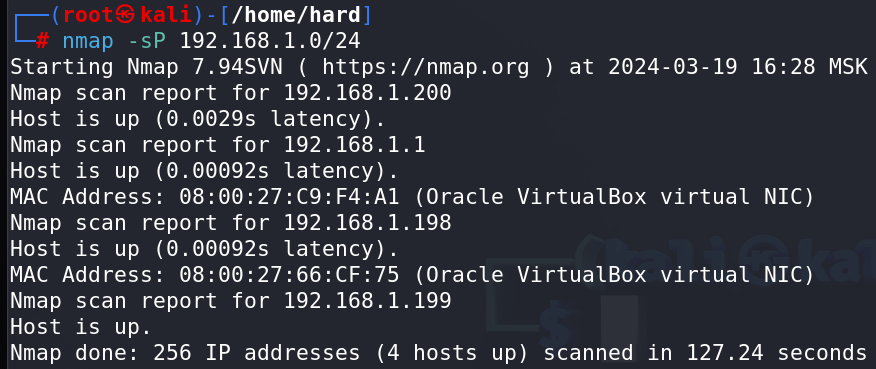 ┌──(root㉿kali)-[/home/hard]
└─# nmap -sP 192.168.1.0/24
Starting Nmap 7.94SVN ( https://nmap.org ) at 2024-03-19 16:28 MSK
Nmap scan report for 192.168.1.200
Host is up (0.0029s latency).
Nmap scan report for 192.168.1.1
Host is up (0.00092s latency).
MAC Address: 08:00:27:C9:F4:A1 (Oracle VirtualBox virtual NIC)
Nmap scan report for 192.168.1.198
Host is up (0.00092s latency).
MAC Address: 08:00:27:66:CF:75 (Oracle VirtualBox virtual NIC)
Nmap scan report for 192.168.1.199
Host is up.
Nmap done: 256 IP addresses (4 hosts up) scanned in 127.24 seconds
(kali㉿kal
└─$